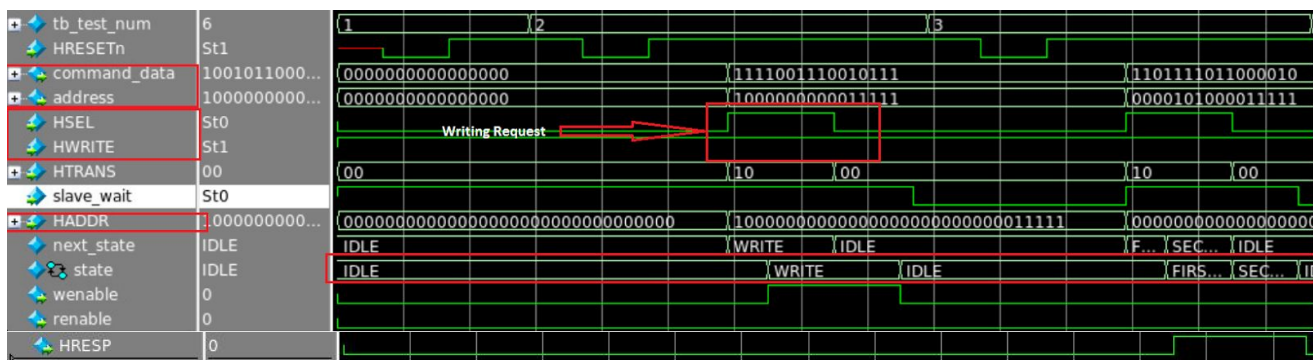 tb_test_num 6 1 2 3
HRESETn St1
command_data 1001011000... 0000000000000000 1111001110010111 1101111011000010
address 1000000000... 0000000000000000 1000000000011111 0000101000011111
HSEL St0
Writing Request
HWRITE St1
HTRANS 00 00 10 00 10 00
slave_wait St0
HADDR 1000000000... 00000000000000000000000000000000 10000000000000000000000000011111 0000000000000000
next_state IDLE IDLE WRITE IDLE F... SEC... IDLE
state IDLE IDLE WRITE IDLE FIRS... SEC...
wenable 0
renable 0
HRESP 0